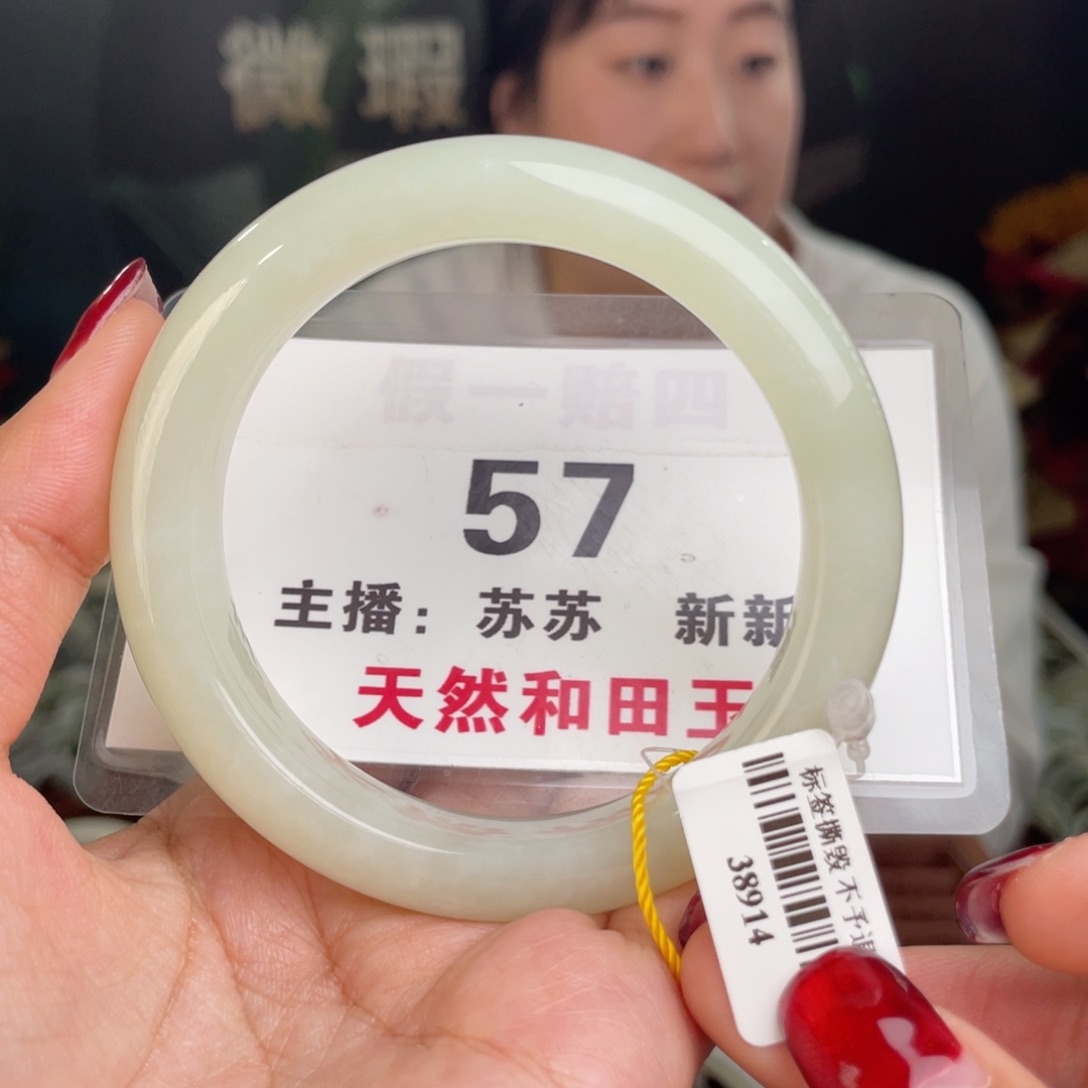 微瑕
假一赔四
57
主播：苏苏 新新
天然和田玉
标签撕毁 不予退
38914